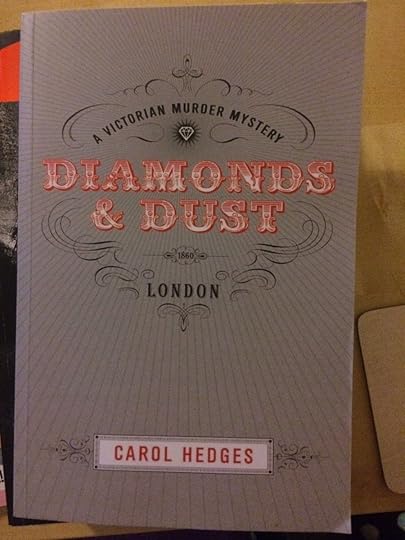 A VICTORIAN MURDER MYSTERY
DIAMONDS
& DUST
1860
LONDON
CAROL HEDGES
!